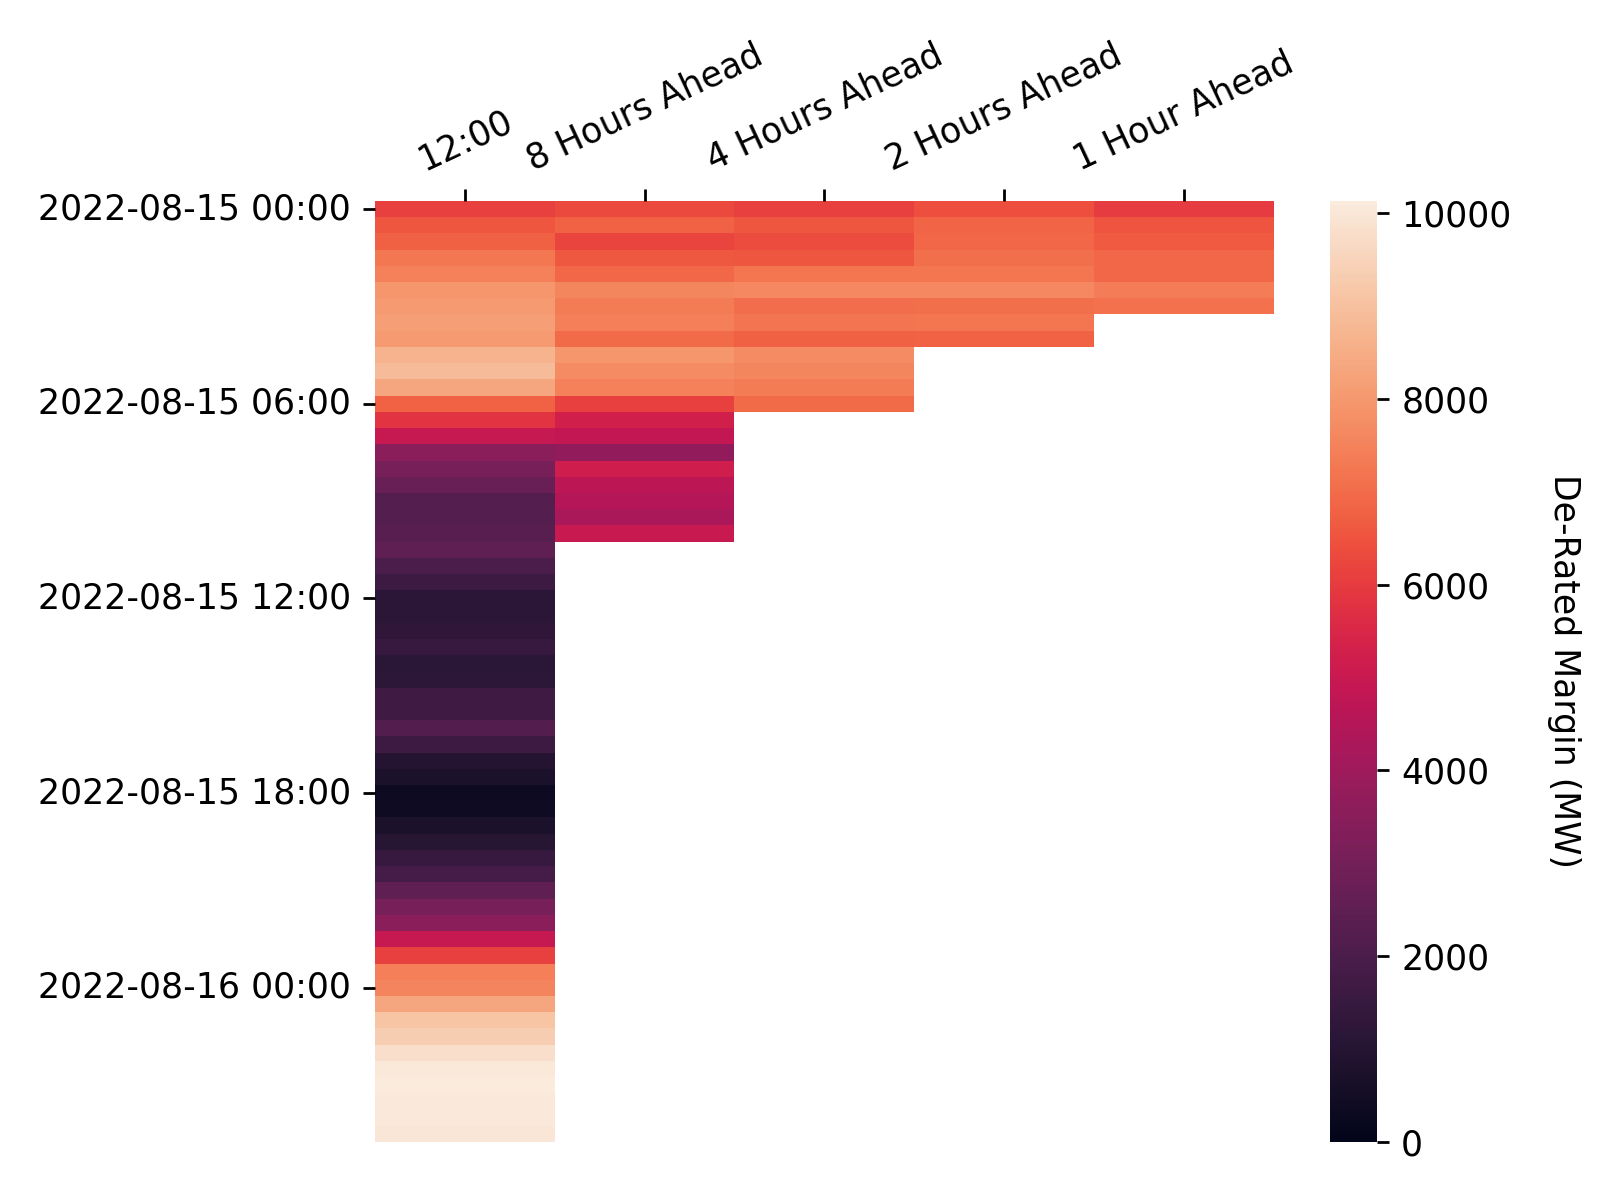 12:00
8 Hours Ahead
4 Hours Ahead
2 Hours Ahead
1 Hour Ahead
2022-08-15 00:00
2022-08-15 06:00
2022-08-15 12:00
2022-08-15 18:00
2022-08-16 00:00
10000
8000
6000
4000
2000
0
De-Rated Margin (MW)